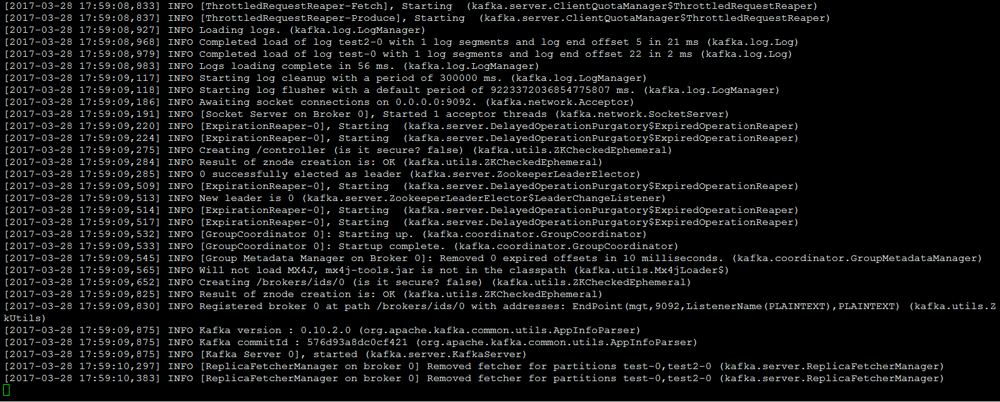 [2017-03-28 17:59:08,833] INFO [ThrottledRequestReaper-Fetch], Starting  (kafka.server.ClientQuotaManager$ThrottledRequestReaper)
[2017-03-28 17:59:08,837] INFO [ThrottledRequestReaper-Produce], Starting  (kafka.server.ClientQuotaManager$ThrottledRequestReaper)
[2017-03-28 17:59:08,927] INFO Loading logs. (kafka.log.LogManager)
[2017-03-28 17:59:08,968] INFO Completed load of log test2-0 with 1 log segments and log end offset 5 in 21 ms (kafka.log.Log)
[2017-03-28 17:59:08,979] INFO Completed load of log test-0 with 1 log segments and log end offset 22 in 2 ms (kafka.log.Log)
[2017-03-28 17:59:08,983] INFO Logs loading complete in 56 ms. (kafka.log.LogManager)
[2017-03-28 17:59:09,117] INFO Starting log cleanup with a period of 300000 ms. (kafka.log.LogManager)
[2017-03-28 17:59:09,118] INFO Starting log flusher with a default period of 9223372036854775807 ms. (kafka.log.LogManager)
[2017-03-28 17:59:09,186] INFO Awaiting socket connections on 0.0.0.0:9092. (kafka.network.Acceptor)
[2017-03-28 17:59:09,191] INFO [Socket Server on Broker 0], Started 1 acceptor threads (kafka.network.SocketServer)
[2017-03-28 17:59:09,220] INFO [ExpirationReaper-0], Starting  (kafka.server.DelayedOperationPurgatory$ExpiredOperationReaper)
[2017-03-28 17:59:09,224] INFO [ExpirationReaper-0], Starting  (kafka.server.DelayedOperationPurgatory$ExpiredOperationReaper)
[2017-03-28 17:59:09,275] INFO Creating /controller (is it secure? false) (kafka.utils.ZKCheckedEphemeral)
[2017-03-28 17:59:09,284] INFO Result of znode creation is: OK (kafka.utils.ZKCheckedEphemeral)
[2017-03-28 17:59:09,285] INFO 0 successfully elected as leader (kafka.server.ZookeeperLeaderElector)
[2017-03-28 17:59:09,509] INFO [ExpirationReaper-0], Starting  (kafka.server.DelayedOperationPurgatory$ExpiredOperationReaper)
[2017-03-28 17:59:09,513] INFO New leader is 0 (kafka.server.ZookeeperLeaderElector$LeaderChangeListener)
[2017-03-28 17:59:09,514] INFO [ExpirationReaper-0], Starting  (kafka.server.DelayedOperationPurgatory$ExpiredOperationReaper)
[2017-03-28 17:59:09,517] INFO [ExpirationReaper-0], Starting  (kafka.server.DelayedOperationPurgatory$ExpiredOperationReaper)
[2017-03-28 17:59:09,532] INFO [GroupCoordinator 0]: Starting up. (kafka.coordinator.GroupCoordinator)
[2017-03-28 17:59:09,533] INFO [GroupCoordinator 0]: Startup complete. (kafka.coordinator.GroupCoordinator)
[2017-03-28 17:59:09,545] INFO [Group Metadata Manager on Broker 0]: Removed 0 expired offsets in 10 milliseconds. (kafka.coordinator.GroupMetadataManager)
[2017-03-28 17:59:09,565] INFO Will not load MX4J, mx4j-tools.jar is not in the classpath (kafka.utils.Mx4jLoader$)
[2017-03-28 17:59:09,652] INFO Creating /brokers/ids/0 (is it secure? false) (kafka.utils.ZKCheckedEphemeral)
[2017-03-28 17:59:09,825] INFO Result of znode creation is: OK (kafka.utils.ZKCheckedEphemeral)
[2017-03-28 17:59:09,830] INFO Registered broker 0 at path /brokers/ids/0 with addresses: EndPoint(mgt,9092,ListenerName(PLAINTEXT),PLAINTEXT) (kafka.utils.Z
kUtils)
[2017-03-28 17:59:09,875] INFO Kafka version : 0.10.2.0 (org.apache.kafka.common.utils.AppInfoParser)
[2017-03-28 17:59:09,875] INFO Kafka commitId : 576d93a8dc0cf421 (org.apache.kafka.common.utils.AppInfoParser)
[2017-03-28 17:59:09,875] INFO [Kafka Server 0], started (kafka.server.KafkaServer)
[2017-03-28 17:59:10,297] INFO [ReplicaFetcherManager on broker 0] Removed fetcher for partitions test-0,test2-0 (kafka.server.ReplicaFetcherManager)
[2017-03-28 17:59:10,383] INFO [ReplicaFetcherManager on broker 0] Removed fetcher for partitions test-0,test2-0 (kafka.server.ReplicaFetcherManager)